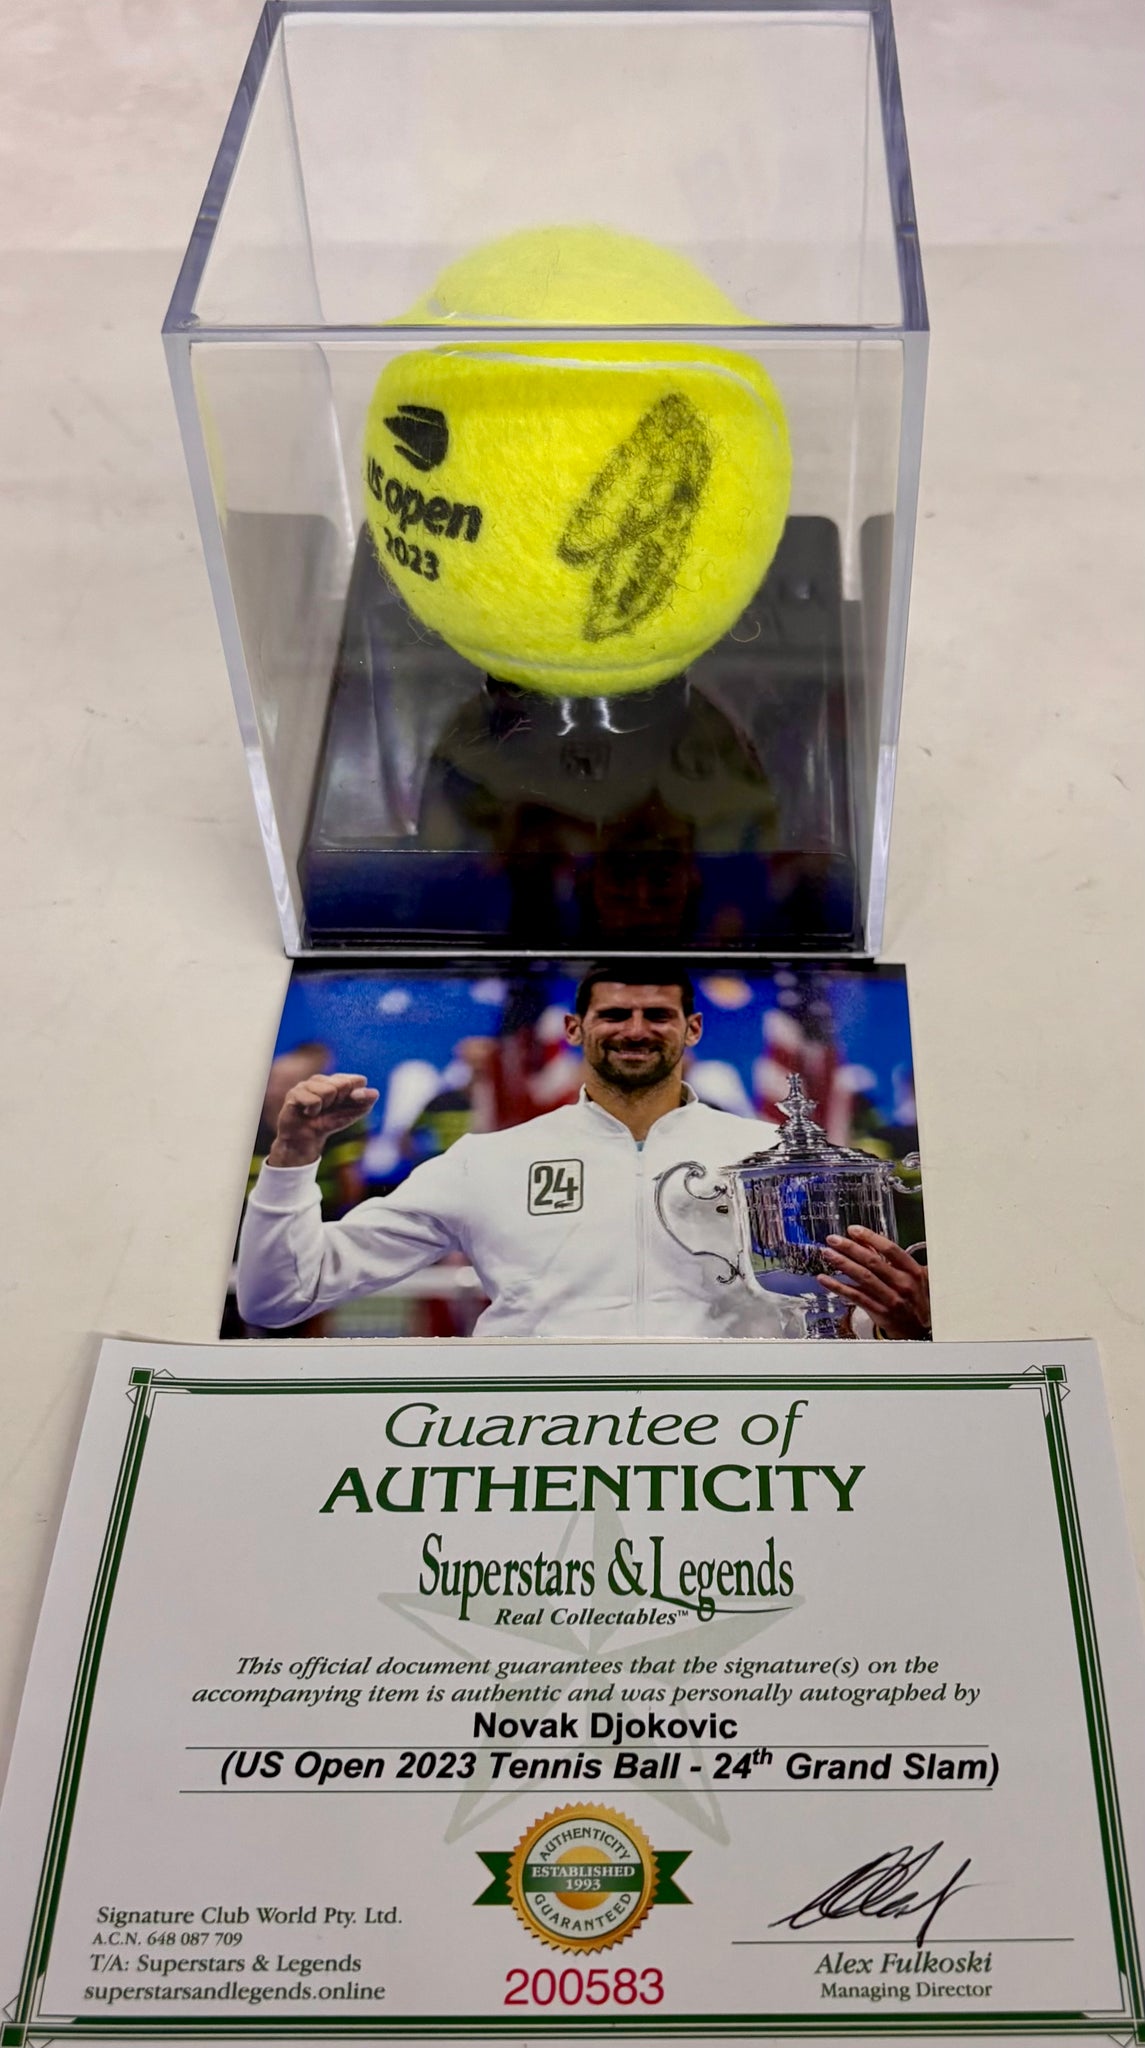 US open
2023
24
Guarantee of
AUTHENTICITY
Superstars & Legends
Real Collectables™
This official document guarantees that the signature(s) on the
accompanying item is authentic and was personally autographed by
Novak Djokovic
(US Open 2023 Tennis Ball - 24th Grand Slam)
AUTHENTICITY
ESTABLISHED
1993
GUARANTEED
Signature Club World Pty. Ltd.
A.C.N. 648 087 709
T/A: Superstars & Legends
superstarsandlegends.online
200583
Alex Fulkoski
Managing Director